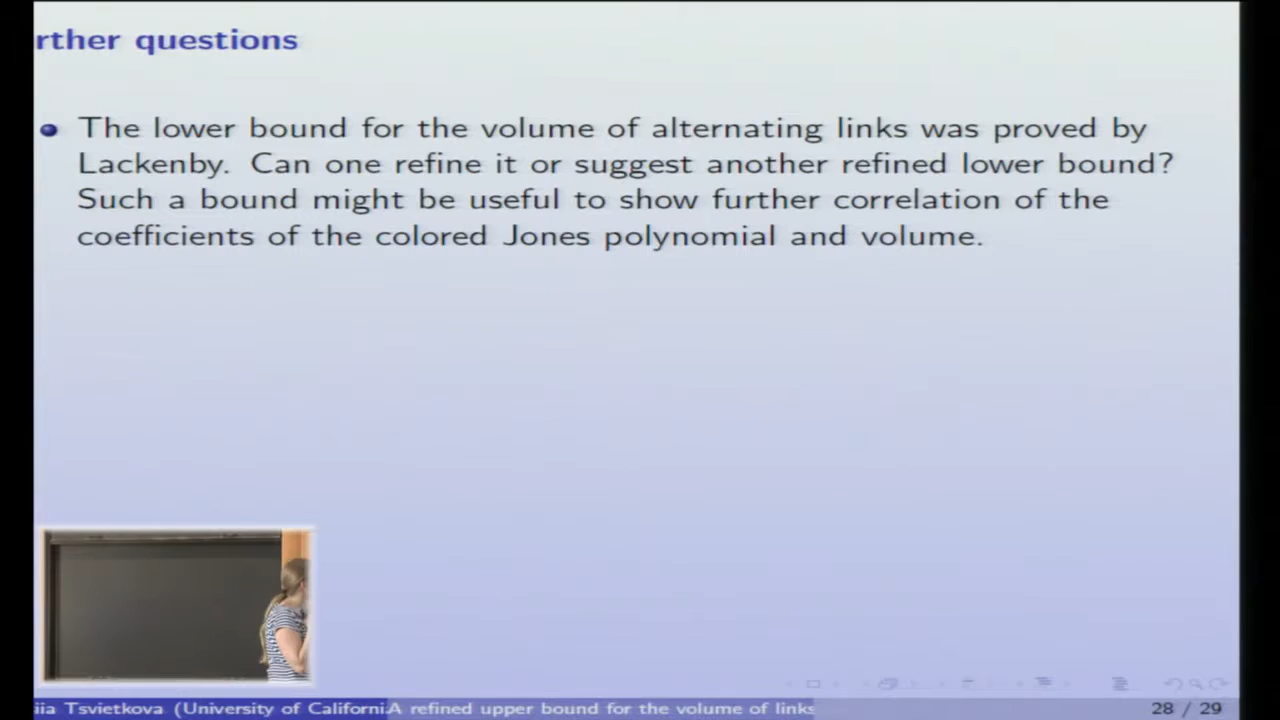 rther questions
The lower bound for the volume of alternating links was proved by
Lackenby. Can one refine it or suggest another refined lower bound?
Such a bound might be useful to show further correlation of the
coefficients of the colored Jones polynomial and volume.
iia Tsvietkova (University of Californi A refined upper bound for the volume of links 28 / 29